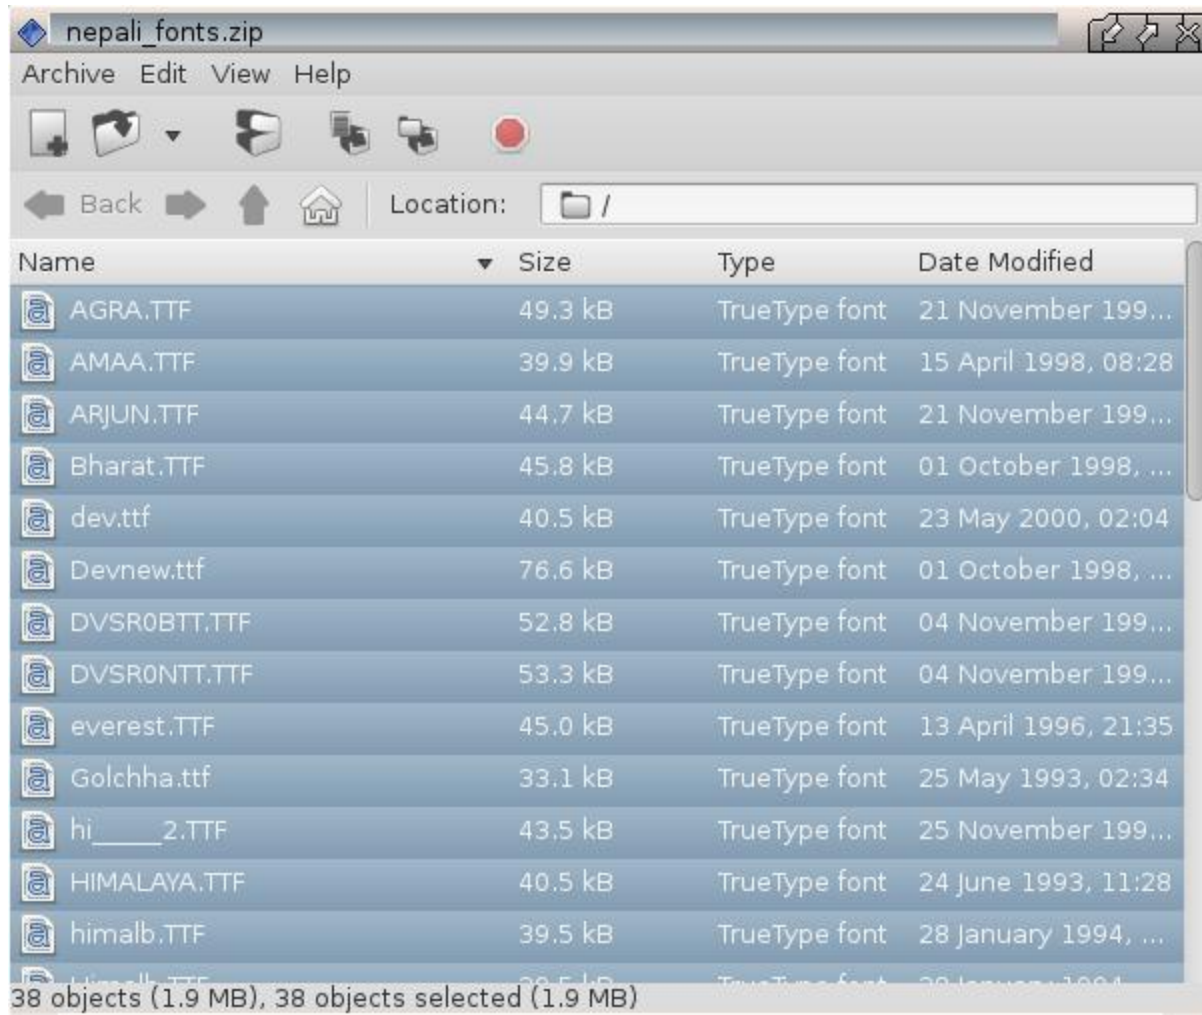 nepali_fonts.zip
Archive Edit View Help
Back Location: /
Name Size Type Date Modified
AGRA.TTF 49.3 kB TrueType font 21 November 199...
AMAA.TTF 39.9 kB TrueType font 15 April 1998, 08:28
ARJUN.TTF 44.7 kB TrueType font 21 November 199...
Bharat.TTF 45.8 kB TrueType font 01 October 1998, ...
dev.ttf 40.5 kB TrueType font 23 May 2000, 02:04
Devnew.ttf 76.6 kB TrueType font 01 October 1998, ...
DVSR0BTT.TTF 52.8 kB TrueType font 04 November 199...
DVSR0NTT.TTF 53.3 kB TrueType font 04 November 199...
everest.TTF 45.0 kB TrueType font 13 April 1996, 21:35
Golchha.ttf 33.1 kB TrueType font 25 May 1993, 02:34
hi_____2.TTF 43.5 kB TrueType font 25 November 199...
HIMALAYA.TTF 40.5 kB TrueType font 24 June 1993, 11:28
himalb.TTF 39.5 kB TrueType font 28 January 1994, ...
38 objects (1.9 MB), 38 objects selected (1.9 MB)